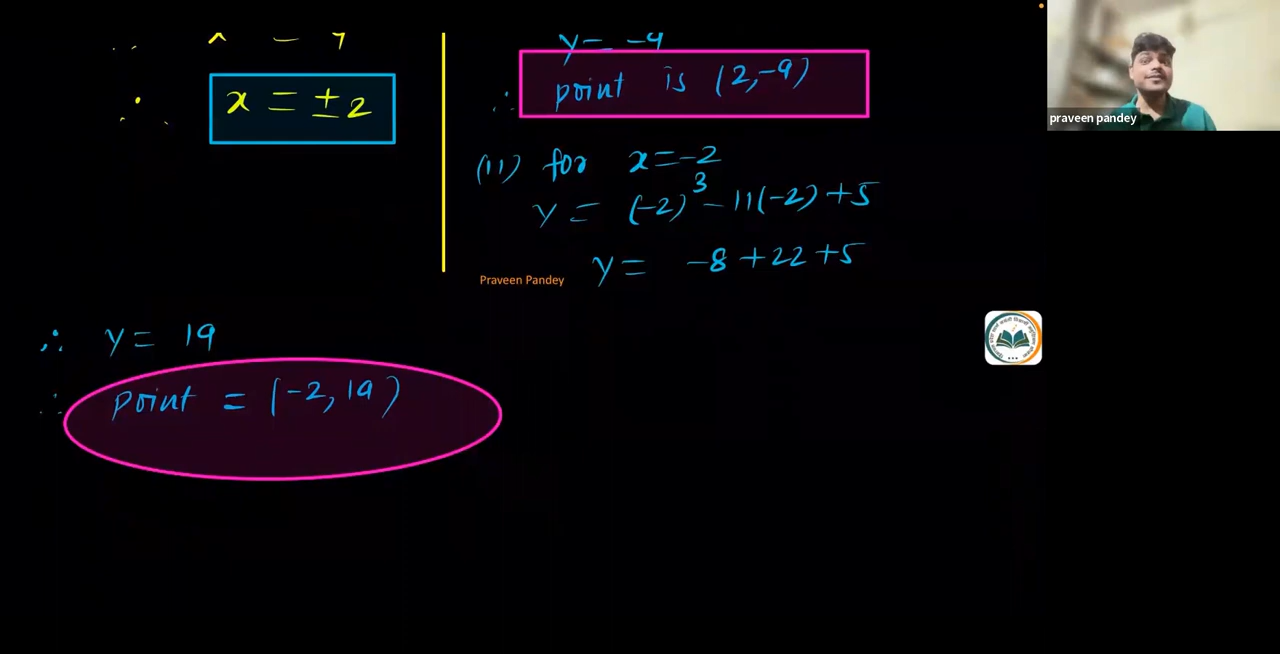 ∴ x = ±2
y = -9
∴ point is (2,-9)
(11) for x=-2
y = (-2)³ - 11(-2) +5
y = -8 +22 +5
Praveen Pandey
∴ y = 19
∴ point = (-2, 19)
praveen pandey